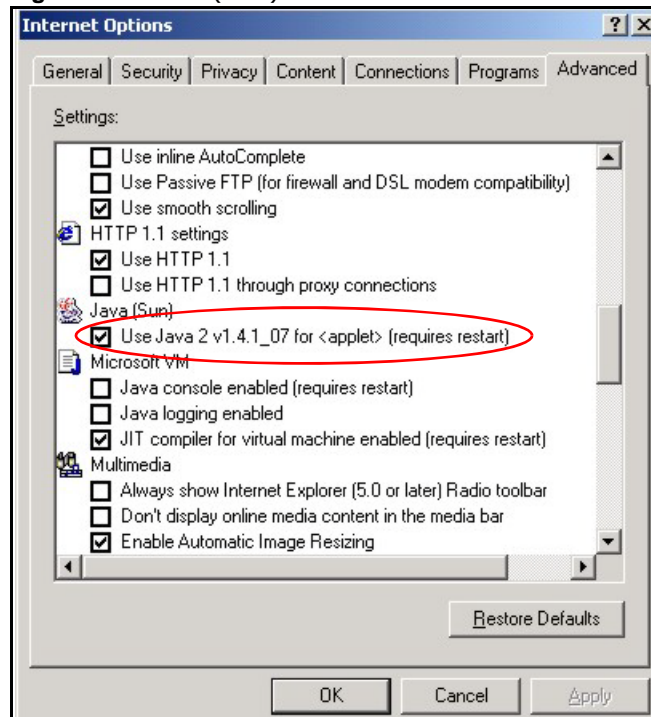 Internet Options
General Security Privacy Content Connections Programs Advanced
Settings:
Use inline AutoComplete
Use Passive FTP (for firewall and DSL modem compatibility)
Use smooth scrolling
HTTP 1.1 settings
Use HTTP 1.1
Use HTTP 1.1 through proxy connections
Java (Sun)
Use Java 2 v1.4.1_07 for <applet> (requires restart)
Microsoft VM
Java console enabled (requires restart)
Java logging enabled
JIT compiler for virtual machine enabled (requires restart)
Multimedia
Always show Internet Explorer (5.0 or later) Radio toolbar
Don't display online media content in the media bar
Enable Automatic Image Resizing
Restore Defaults
OK Cancel Apply